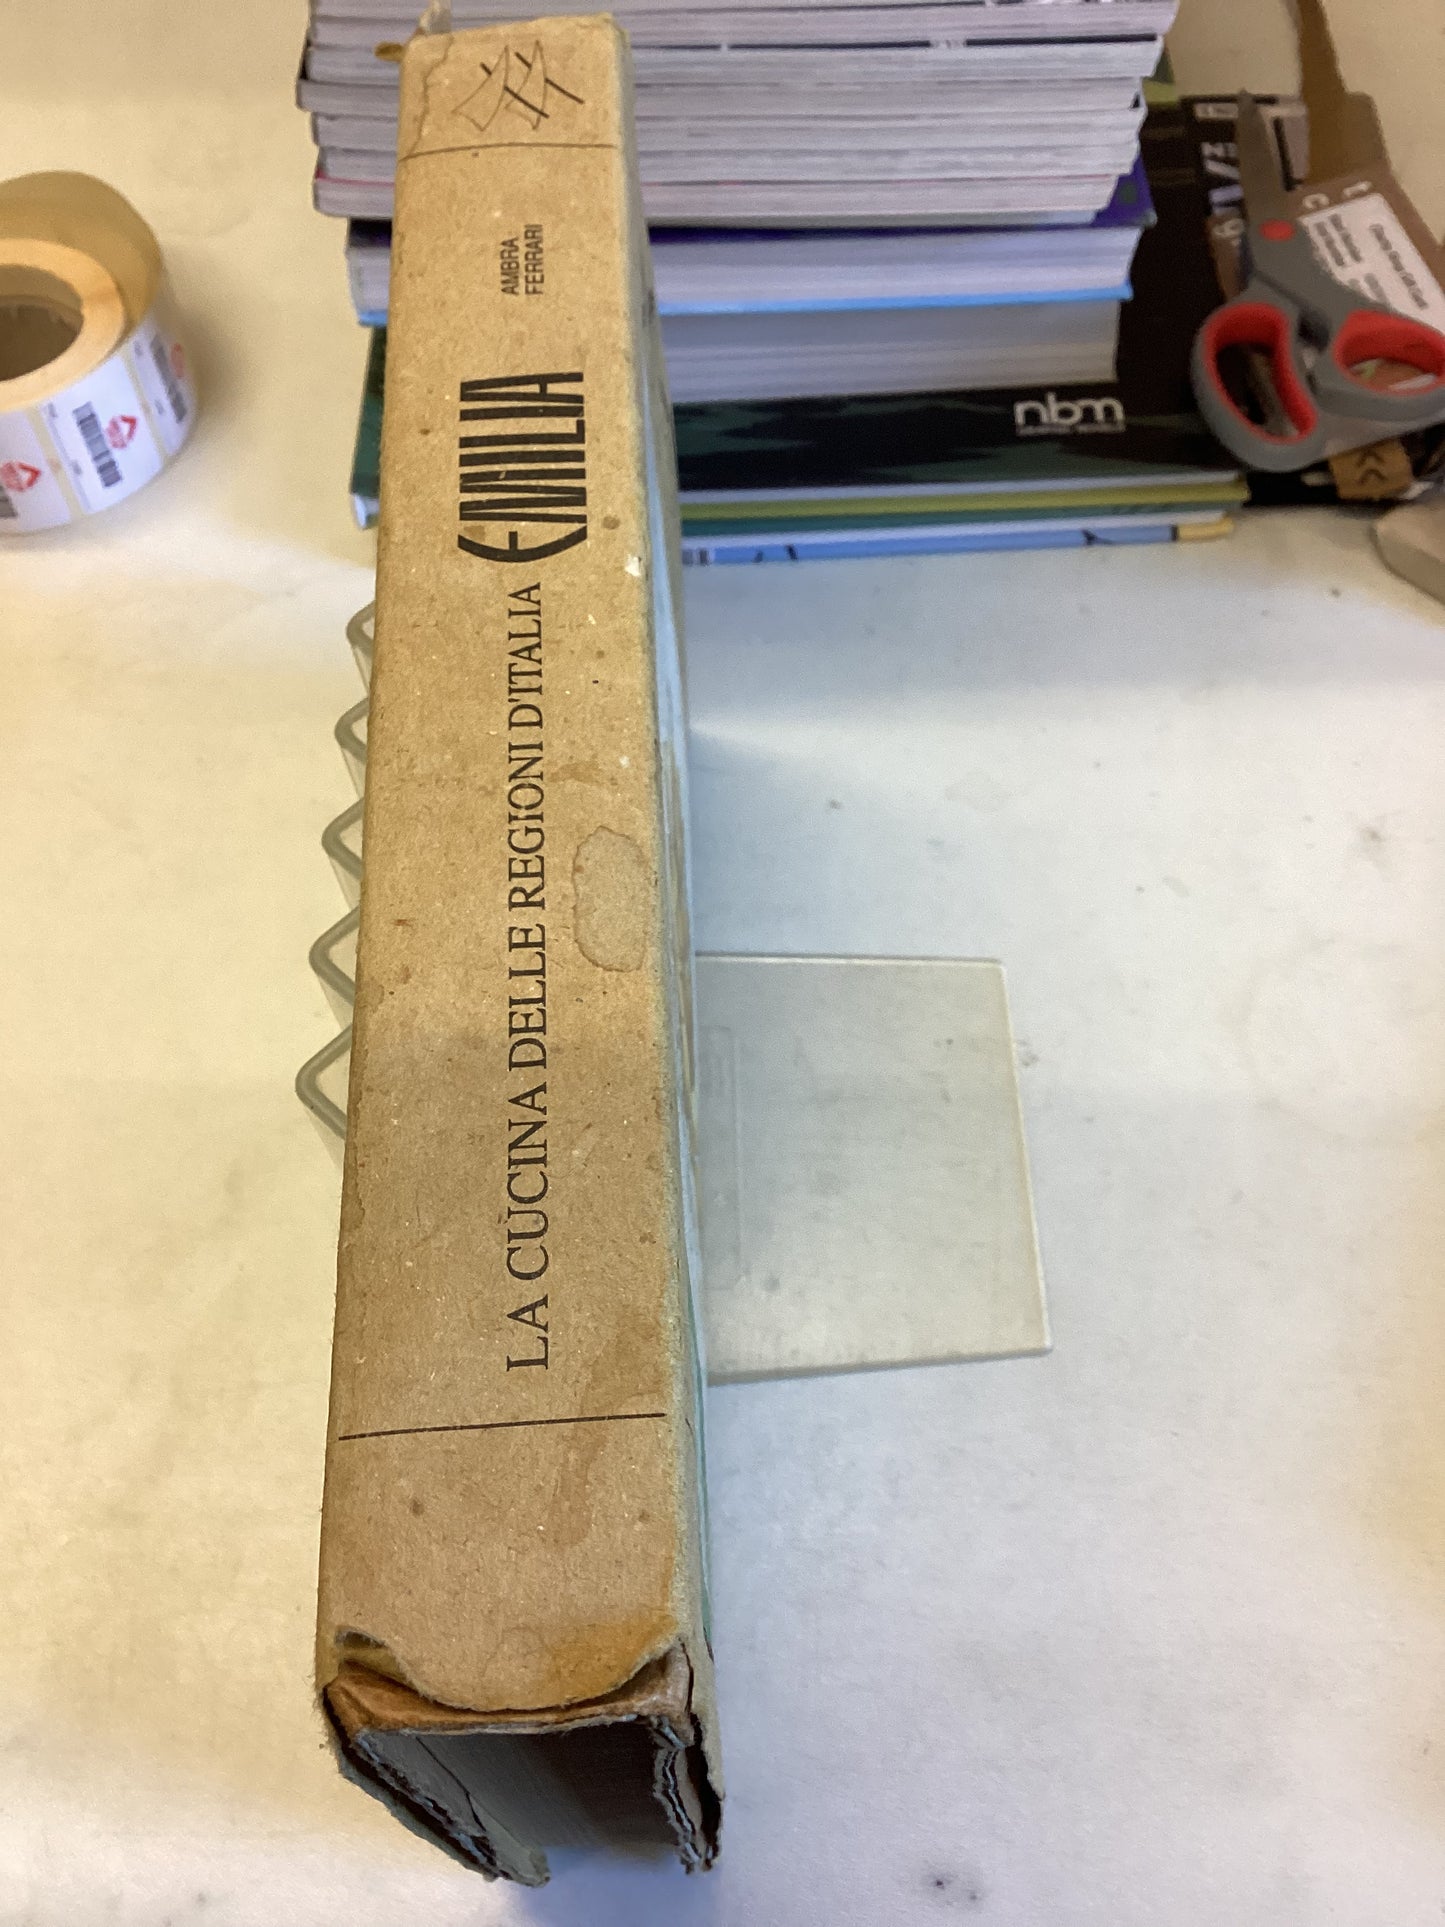 LA CUCINA DELLE REGIONI D'ITALIA EMILIA
AMBRA
FERRARI
nbm